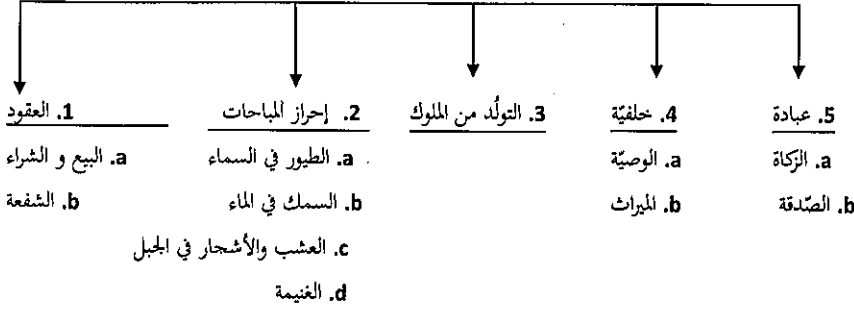 1. العقود
a. البيع و الشراء
b. الشفعة
2. إحراز المباحات
a. الطيور في السماء
b. السمك في الماء
c. العشب والأشجار في الجبل
d. الغنيمة
3. التولُد من الملوك
4. خلفيّة
a. الوصيّة
b. الميراث
5. عبادة
a. الزكاة
b. الصّدقة